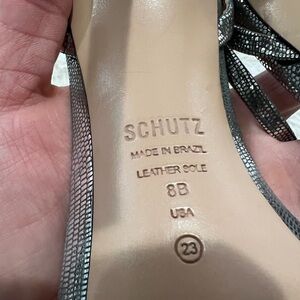 SCHUTZ
MADE IN BRAZIL
LEATHER SOLE
8B
USA
23